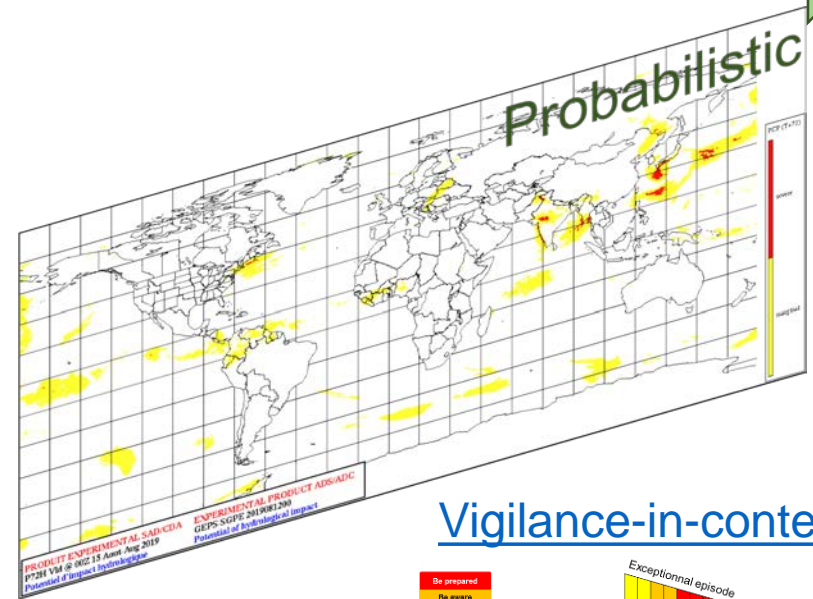 Probabilistic
PCP (T+72)
severe
marginal
PRODUIT EXPERIMENTAL SAD/CDA
P72H VM @ 00Z 15 Aout-Aug 2019
Potentiel d'impact hydrologique
EXPERIMENTAL PRODUCT ADS/ADC
GEPS-SGPE 2019081200
Potential of hydrological impact
Vigilance-in-conte
Be prepared
Be aware
Exceptionnal episode